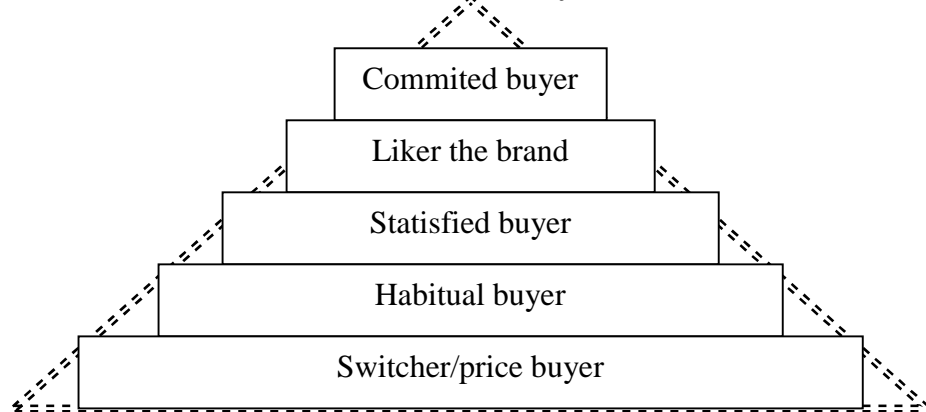 Commited buyer
Liker the brand
Statisfied buyer
Habitual buyer
Switcher/price buyer